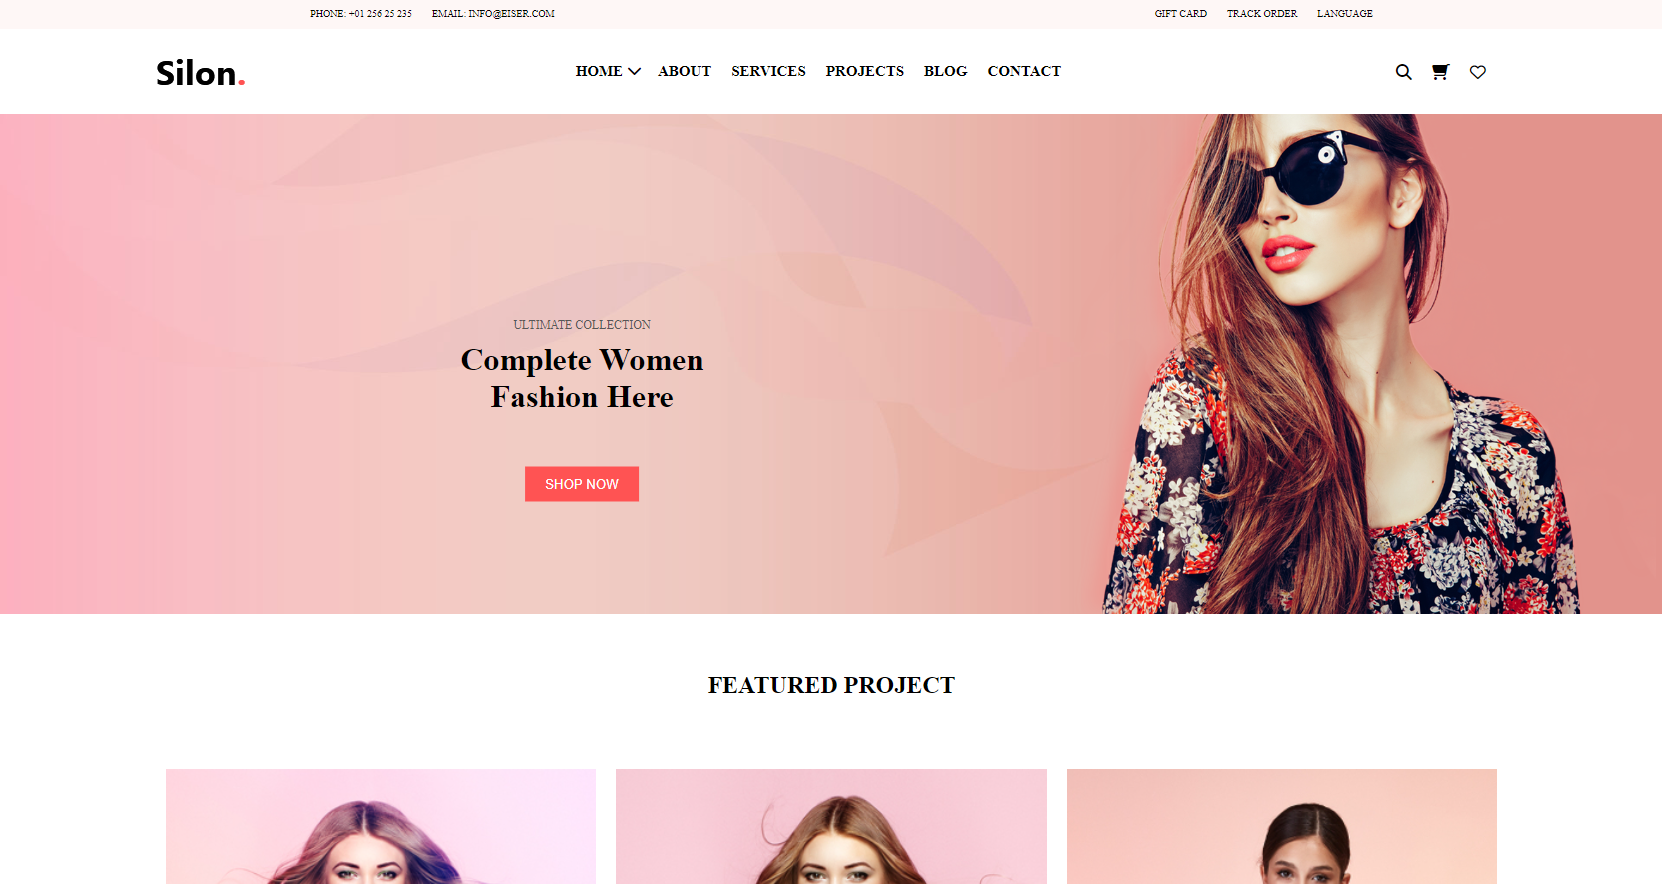 PHONE: +01 256 25 235 EMAIL: INFO@EISER.COM GIFT CARD TRACK ORDER LANGUAGE
Silon. HOME ABOUT SERVICES PROJECTS BLOG CONTACT
ULTIMATE COLLECTION
Complete Women
Fashion Here
SHOP NOW
FEATURED PROJECT